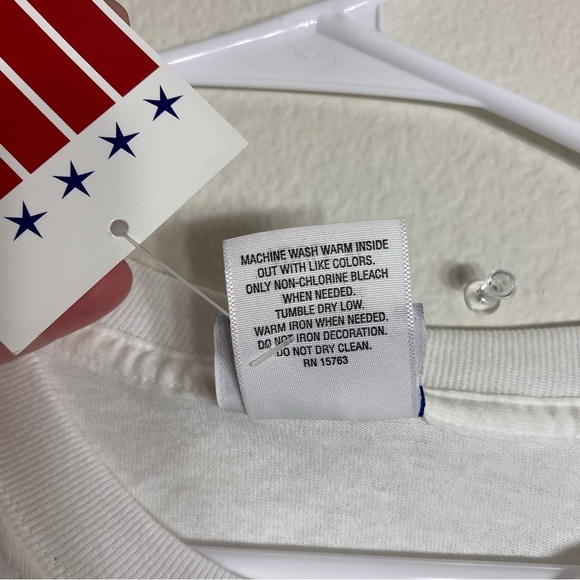 MACHINE WASH WARM INSIDE
OUT WITH LIKE COLORS.
ONLY NON-CHLORINE BLEACH
WHEN NEEDED.
TUMBLE DRY LOW.
WARM IRON WHEN NEEDED.
DO NOT IRON DECORATION.
DO NOT DRY CLEAN.
RN 15763